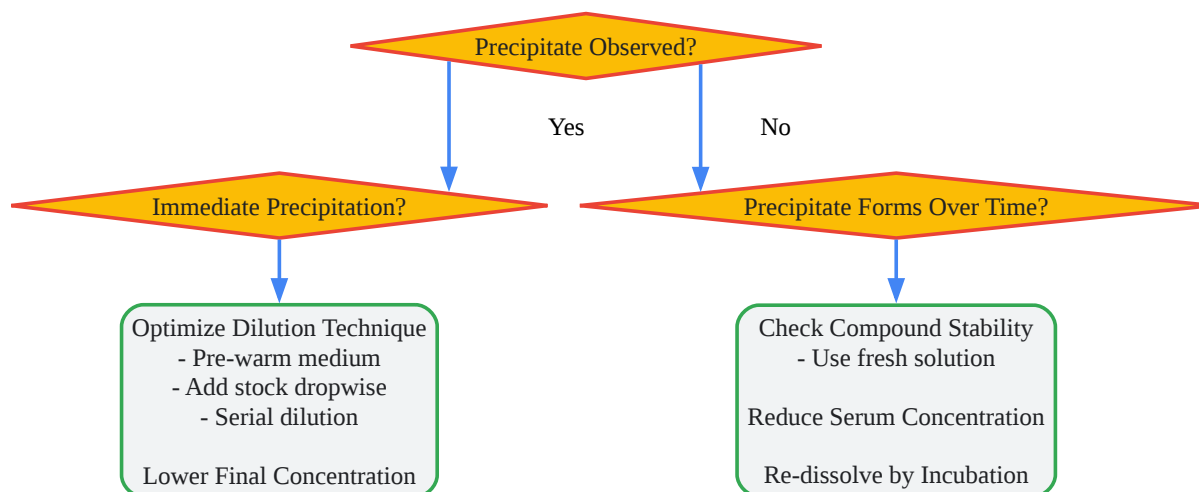 Precipitate Observed?
Yes
No
Immediate Precipitation?
Precipitate Forms Over Time?
Optimize Dilution Technique
- Pre-warm medium
- Add stock dropwise
- Serial dilution
Lower Final Concentration
Check Compound Stability
- Use fresh solution
Reduce Serum Concentration
Re-dissolve by Incubation